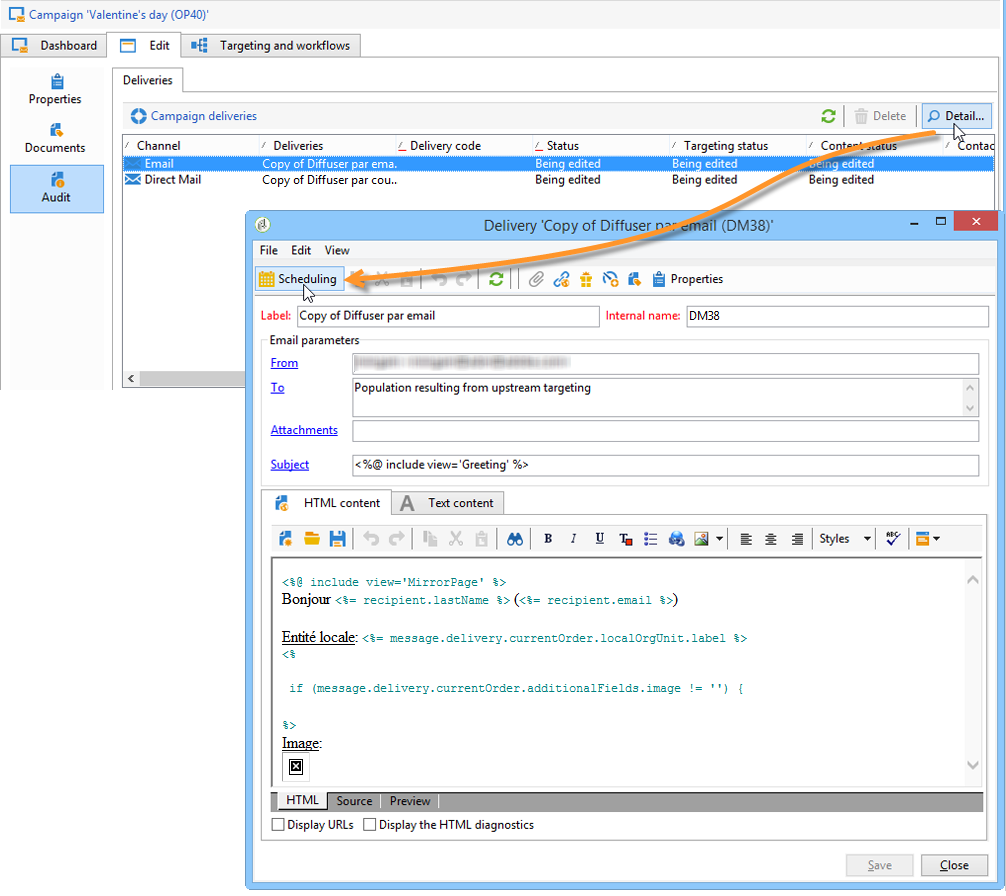 Campaign 'Valentine's day (OP40)'
Dashboard Edit Targeting and workflows
Properties
Documents
Audit
Deliveries
Campaign deliveries Delete Detail...
Channel Deliveries Delivery code Status Targeting status Content status Contac
Email Copy of Diffuser par ema.. Being edited Being edited Being edited
Direct Mail Copy of Diffuser par cou.. Being edited Being edited Being edited
Delivery 'Copy of Diffuser par email (DM38)'
File Edit View
Scheduling Properties
Label: Copy of Diffuser par email Internal name: DM38
Email parameters
From
To Population resulting from upstream targeting
Attachments
Subject <%@ include view='Greeting' %>
HTML content A Text content
B I U T Styles ABC
<%@ include view='MirrorPage' %>
Bonjour <%= recipient.lastName %> (<%= recipient.email %>)
Entité locale: <%= message.delivery.currentOrder.localOrgUnit.label %>
<%
if (message.delivery.currentOrder.additionalFields.image != '') {
%>
Image:
HTML Source Preview
Display URLs Display the HTML diagnostics
Save Close